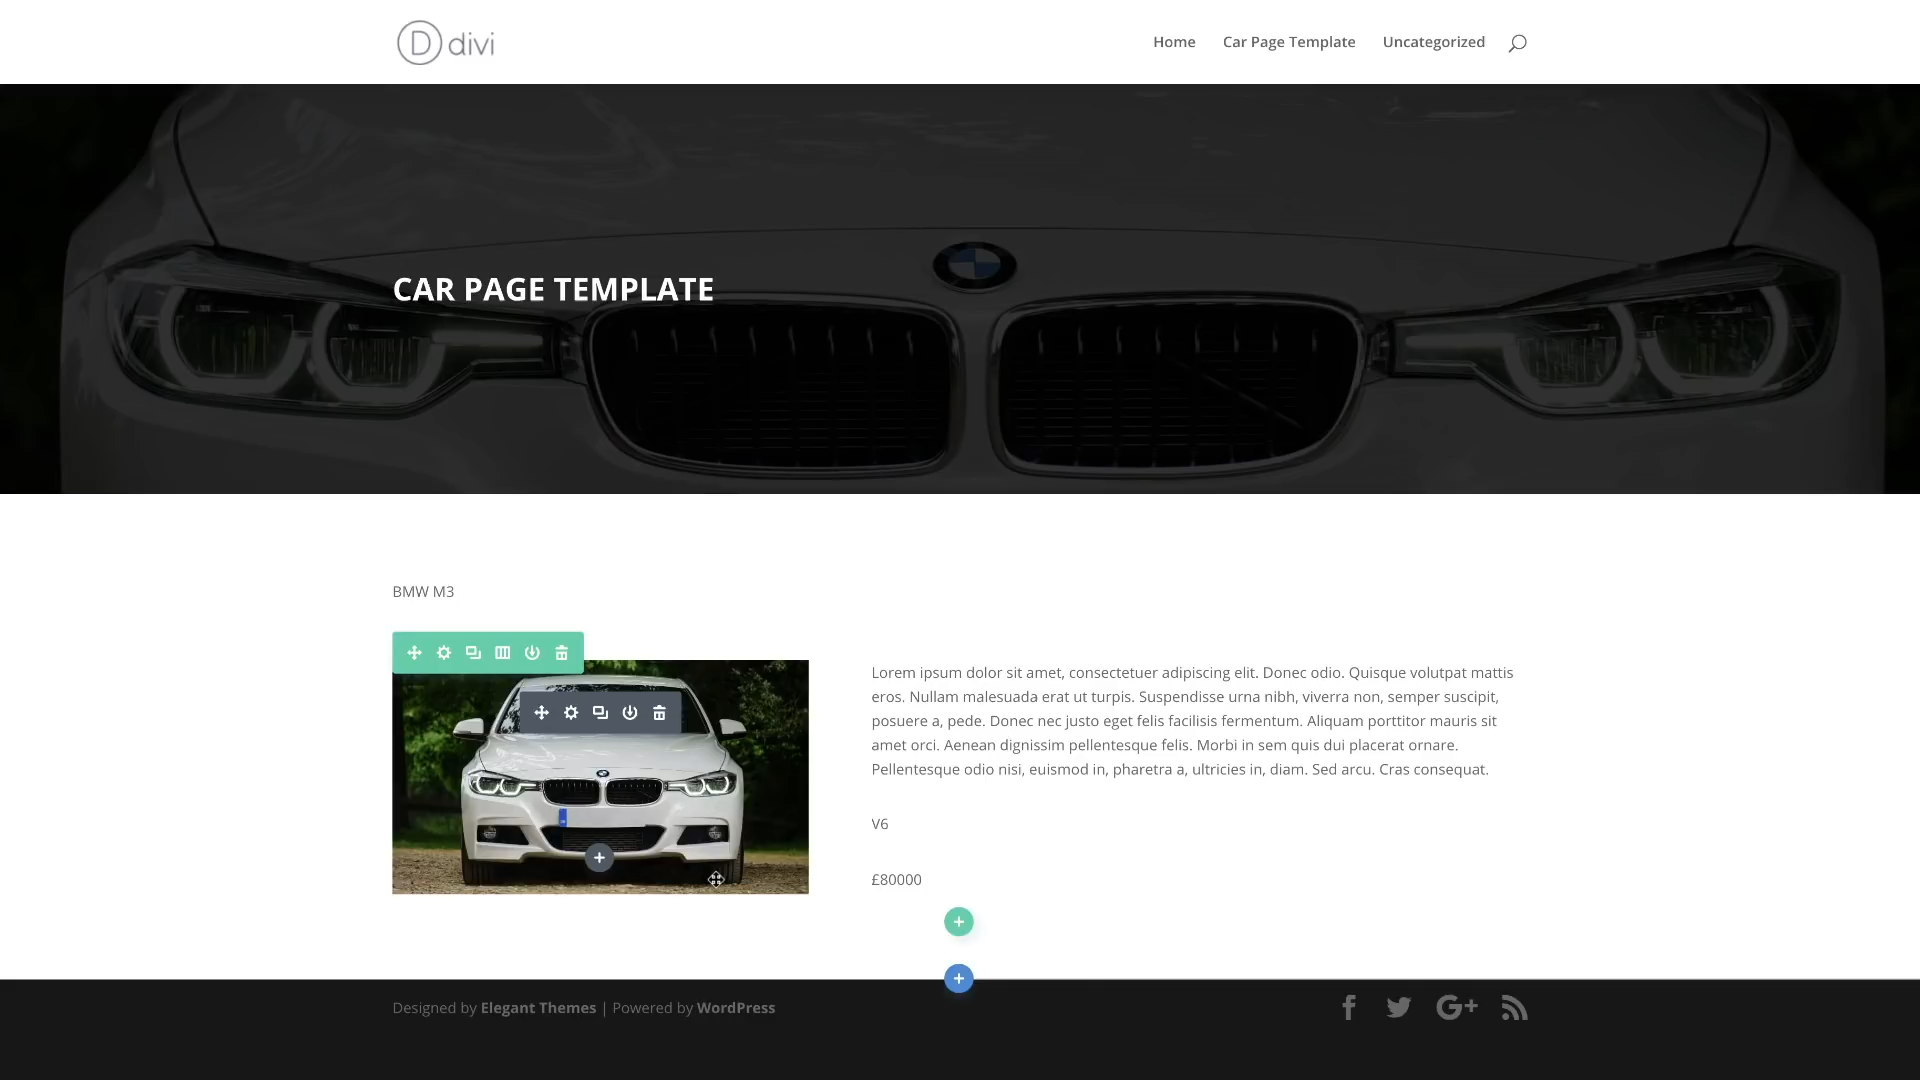 D divi
Home
Car Page Template
Uncategorized
CAR PAGE TEMPLATE
BMW M3
Lorem ipsum dolor sit amet, consectetuer adipiscing elit. Donec odio. Quisque volutpat mattis
eros. Nullam malesuada erat ut turpis. Suspendisse urna nibh, viverra non, semper suscipit,
posuere a, pede. Donec nec justo eget felis facilisis fermentum. Aliquam porttitor mauris sit
amet orci. Aenean dignissim pellentesque felis. Morbi in sem quis dui placerat ornare.
Pellentesque odio nisi, euismod in, pharetra a, ultricies in, diam. Sed arcu. Cras consequat.
V6
£80000
Designed by Elegant Themes | Powered by WordPress